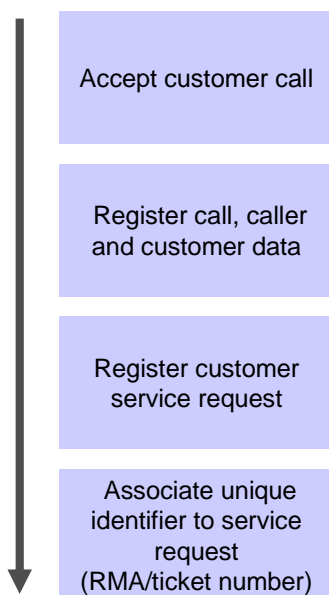 Accept customer call
Register call, caller
and customer data
Register customer
service request
Associate unique
identifier to service
request
(RMA/ticket number)